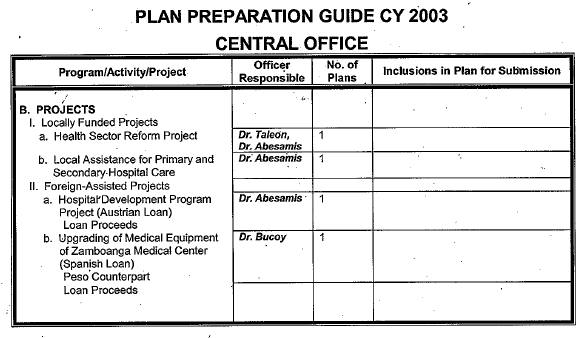 PLAN PREPARATION GUIDE CY 2003
CENTRAL OFFICE
Program/Activity/Project
Officer
Responsible
No. of
Plans
Inclusions in Plan for Submission
B. PROJECTS
I. Locally Funded Projects
a. Health Sector Reform Project
Dr. Taleon,
Dr. Abesamis
1
b. Local Assistance for Primary and
Secondary Hospital Care
Dr. Abesamis
1
II. Foreign-Assisted Projects
a. Hospital Development Program
Project (Austrian Loan)
Loan Proceeds
Dr. Abesamis
1
b. Upgrading of Medical Equipment
of Zamboanga Medical Center
(Spanish Loan)
Peso Counterpart
Loan Proceeds
Dr. Bucoy
1